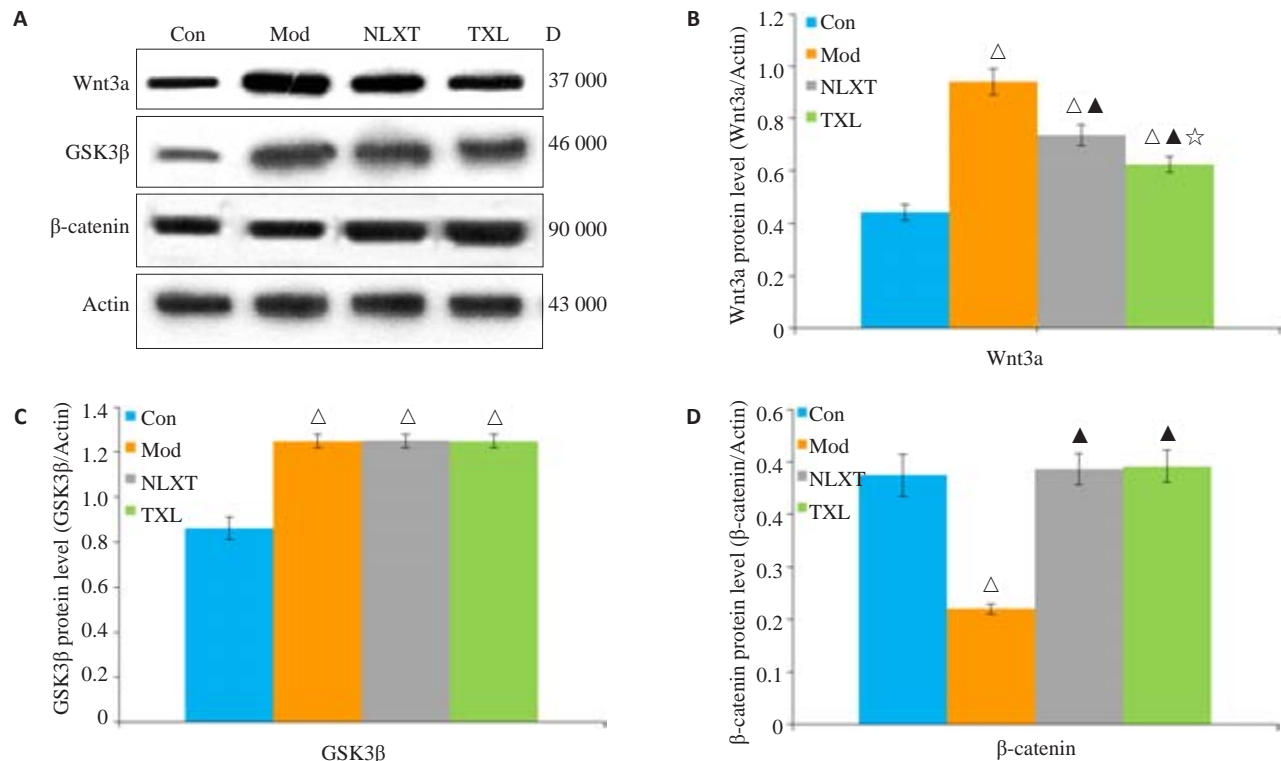 A
Con Mod NLXT TXL D
Wnt3a 37 000
GSK3β 46 000
β-catenin 90 000
Actin 43 000
B
Wnt3a protein level (Wnt3a/Actin)
1.2
1.0
0.8
0.6
0.4
0.2
0
Con
Mod
NLXT
TXL
△
△▲
△▲☆
Wnt3a
C
GSK3β protein level (GSK3β/Actin)
1.4
1.2
1.0
0.8
0.6
0.4
0.2
0
Con
Mod
NLXT
TXL
△ △ △
GSK3β
D
β-catenin protein level (β-catenin/Actin)
0.6
0.4
0.4
0.3
0.2
0.1
0
Con
Mod
NLXT
TXL
△
▲ ▲
β-catenin